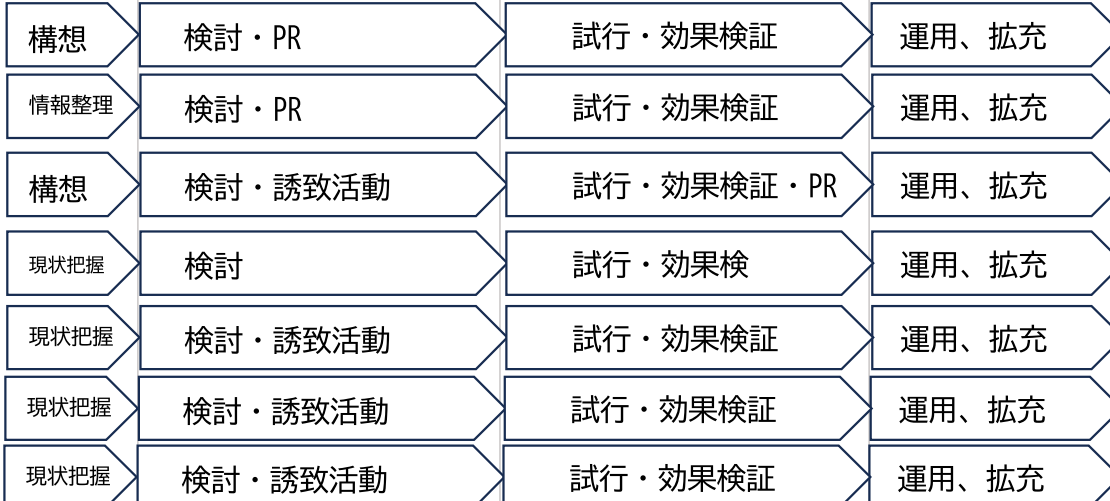 構想 検討・PR 試行・効果検証 運用、拡充
情報整理 検討・PR 試行・効果検証 運用、拡充
構想 検討・誘致活動 試行・効果検証・PR 運用、拡充
現状把握 検討 試行・効果検 運用、拡充
現状把握 検討・誘致活動 試行・効果検証 運用、拡充
現状把握 検討・誘致活動 試行・効果検証 運用、拡充
現状把握 検討・誘致活動 試行・効果検証 運用、拡充